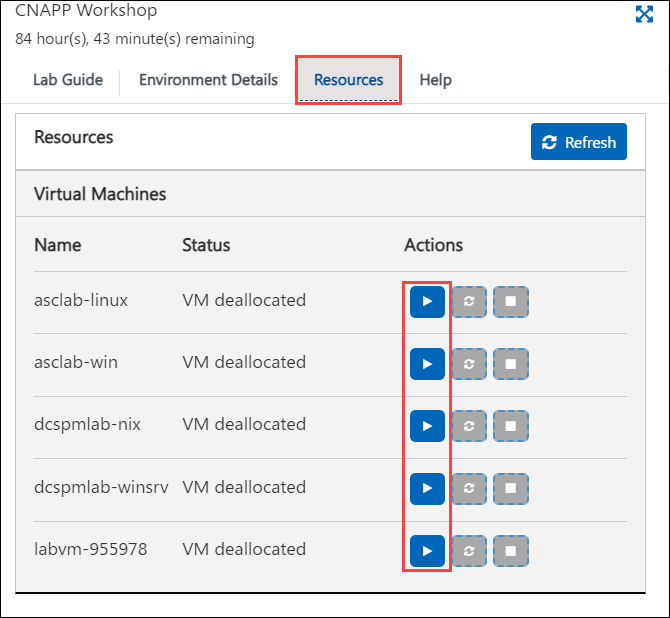 CNAPP Workshop
84 hour(s), 43 minute(s) remaining
Lab Guide Environment Details Resources Help
Resources Refresh
Virtual Machines
Name Status Actions
asclab-linux VM deallocated
asclab-win VM deallocated
dcspmlab-nix VM deallocated
dcspmlab-winsrv VM deallocated
labvm-955978 VM deallocated